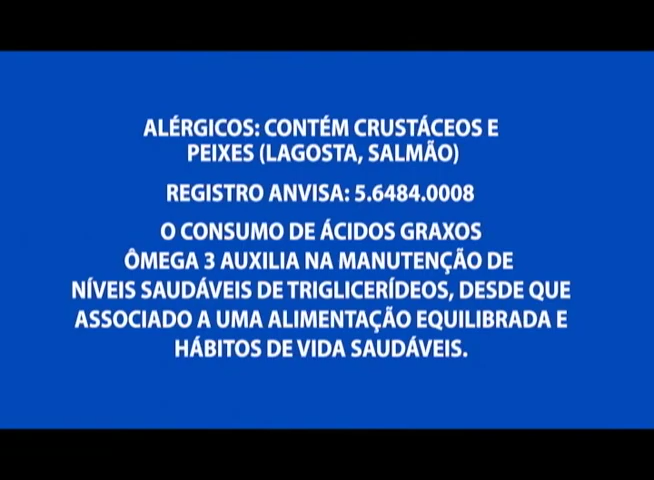 ALÉRGICOS: CONTÉM CRUSTÁCEOS E
PEIXES (LAGOSTA, SALMÃO)
REGISTRO ANVISA: 5.6484.0008
O CONSUMO DE ÁCIDOS GRAXOS
ÔMEGA 3 AUXILIA NA MANUTENÇÃO DE
NÍVEIS SAUDÁVEIS DE TRIGLICERÍDEOS, DESDE QUE
ASSOCIADO A UMA ALIMENTAÇÃO EQUILIBRADA E
HÁBITOS DE VIDA SAUDÁVEIS.